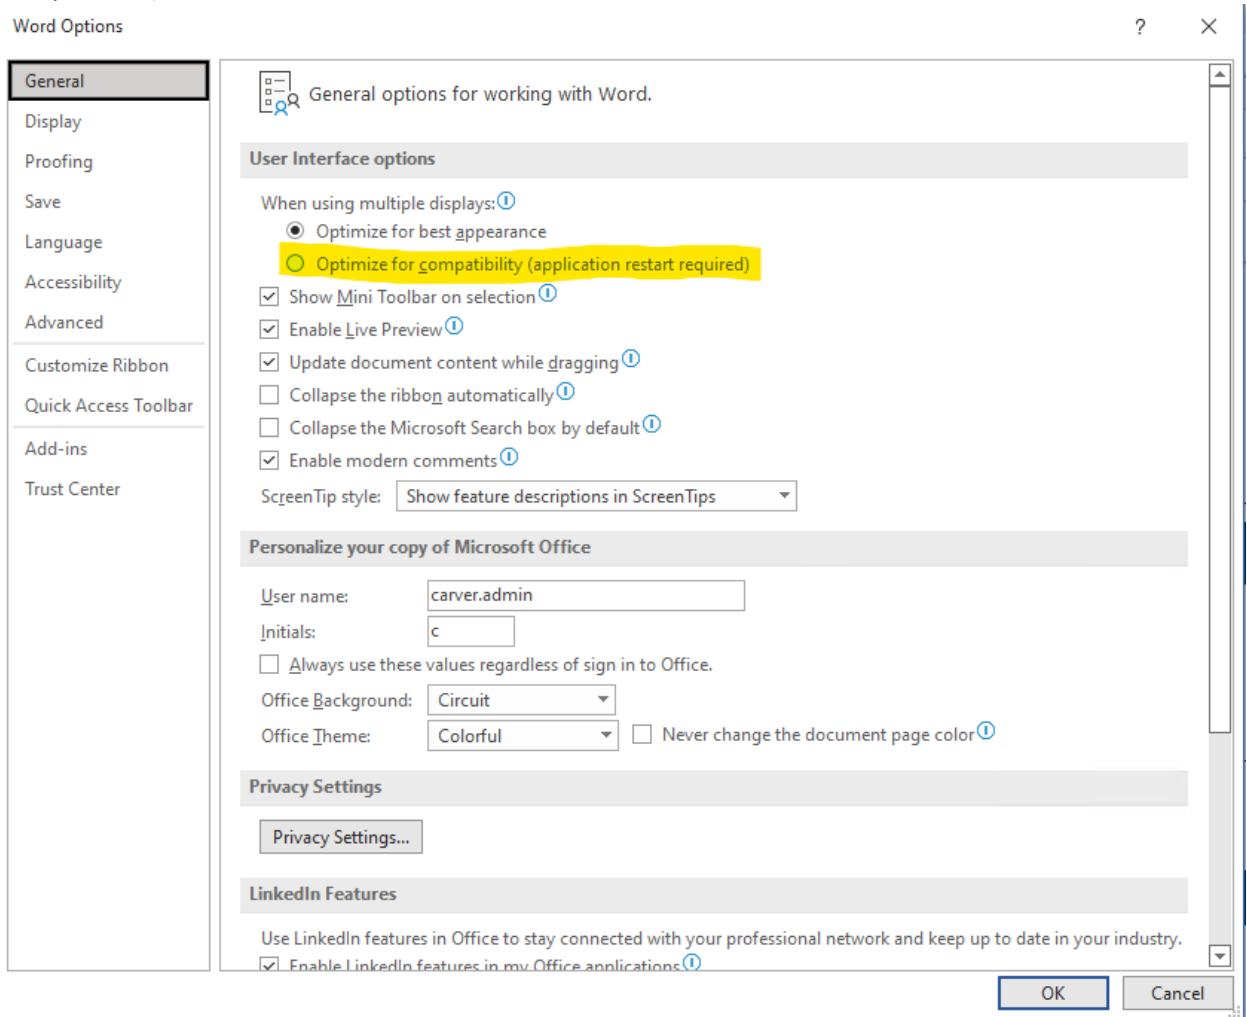 Word Options
?
General
Display
Proofing
Save
Language
Accessibility
Advanced
Customize Ribbon
Quick Access Toolbar
Add-ins
Trust Center
General options for working with Word.
User Interface options
When using multiple displays:
Optimize for best appearance
Optimize for compatibility (application restart required)
Show Mini Toolbar on selection
Enable Live Preview
Update document content while dragging
Collapse the ribbon automatically
Collapse the Microsoft Search box by default
Enable modern comments
ScreenTip style: Show feature descriptions in ScreenTips
Personalize your copy of Microsoft Office
User name: carver.admin
Initials: c
Always use these values regardless of sign in to Office.
Office Background: Circuit
Office Theme: Colorful Never change the document page color
Privacy Settings
Privacy Settings...
LinkedIn Features
Use LinkedIn features in Office to stay connected with your professional network and keep up to date in your industry.
Enable LinkedIn features in my Office applications
OK Cancel